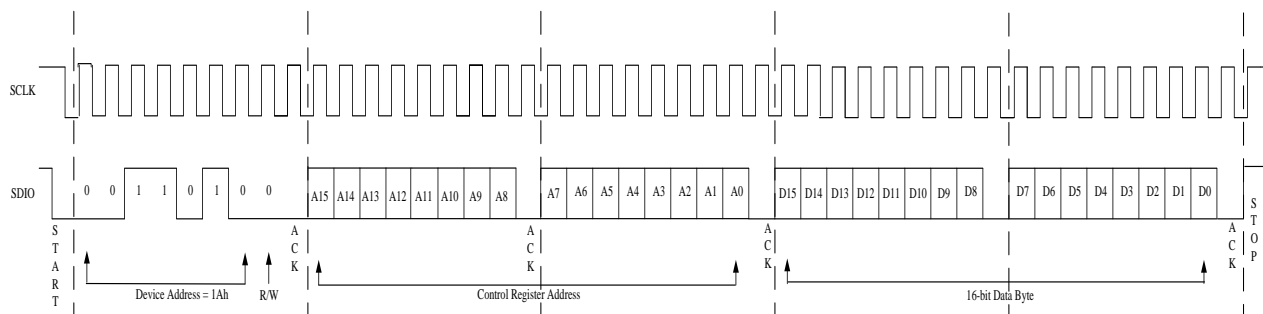 SCLK
SDIO
0 0 1 1 0 1 0 0
A15 A14 A13 A12 A11 A10 A9 A8
A7 A6 A5 A4 A3 A2 A1 A0
D15 D14 D13 D12 D11 D10 D9 D8
D7 D6 D5 D4 D3 D2 D1 D0
START
ACK
ACK
ACK
ACK
STOP
Device Address = 1Ah
R/W
Control Register Address
16-bit Data Byte